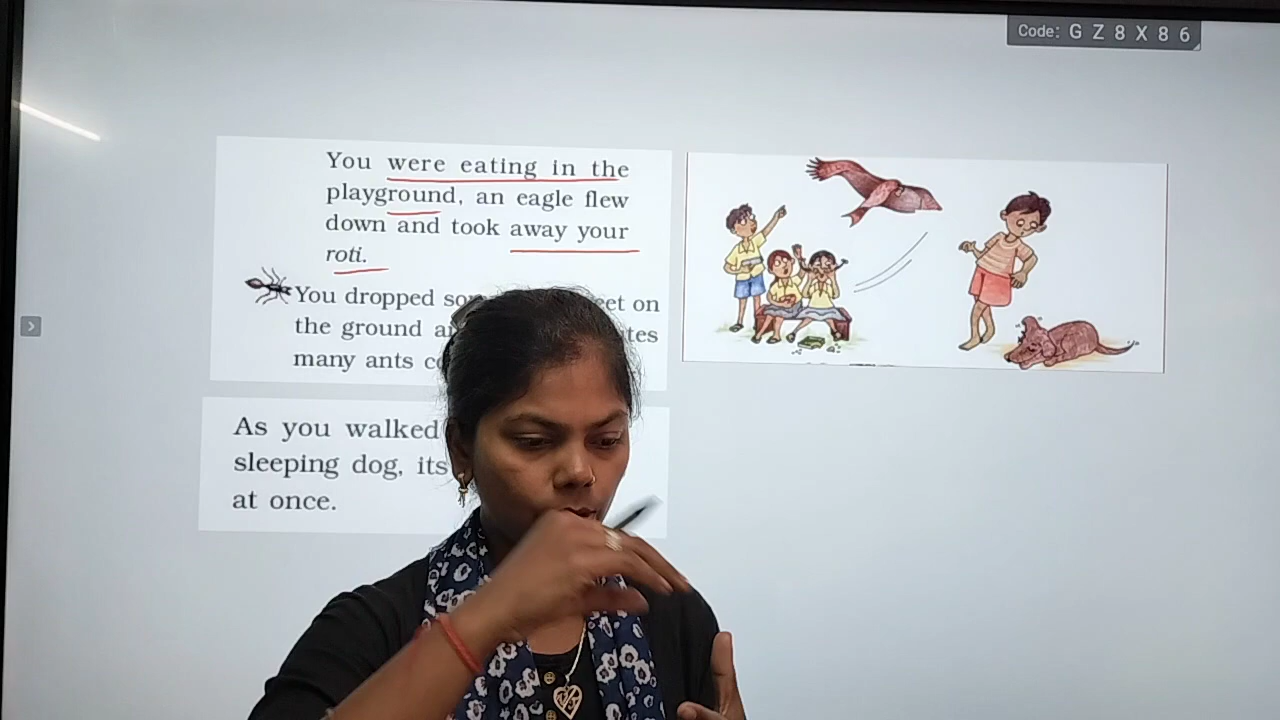 Code: G Z 8 X 8 6
You were eating in the
playground, an eagle flew
down and took away your
roti.
You dropped on
the ground
many ants
As you walked
sleeping dog, its
at once.